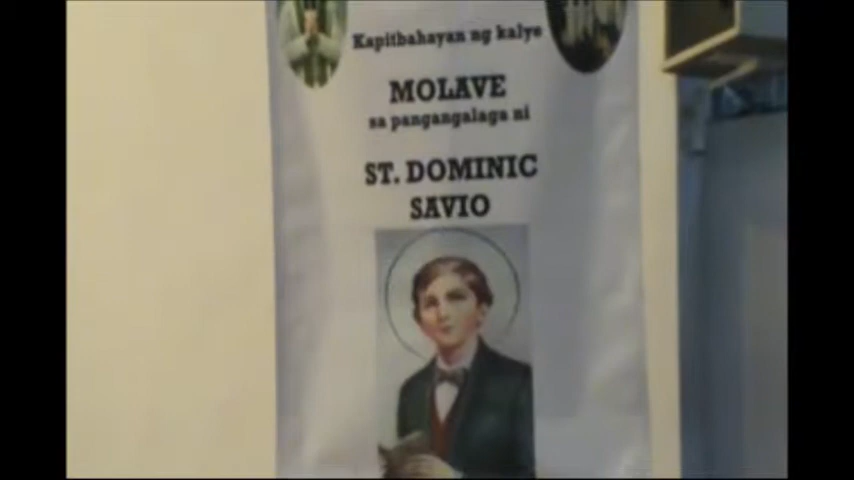 Kapitbahayan ng kalye
MOLAVE
sa pangangalaga ni
ST. DOMINIC
SAVIO